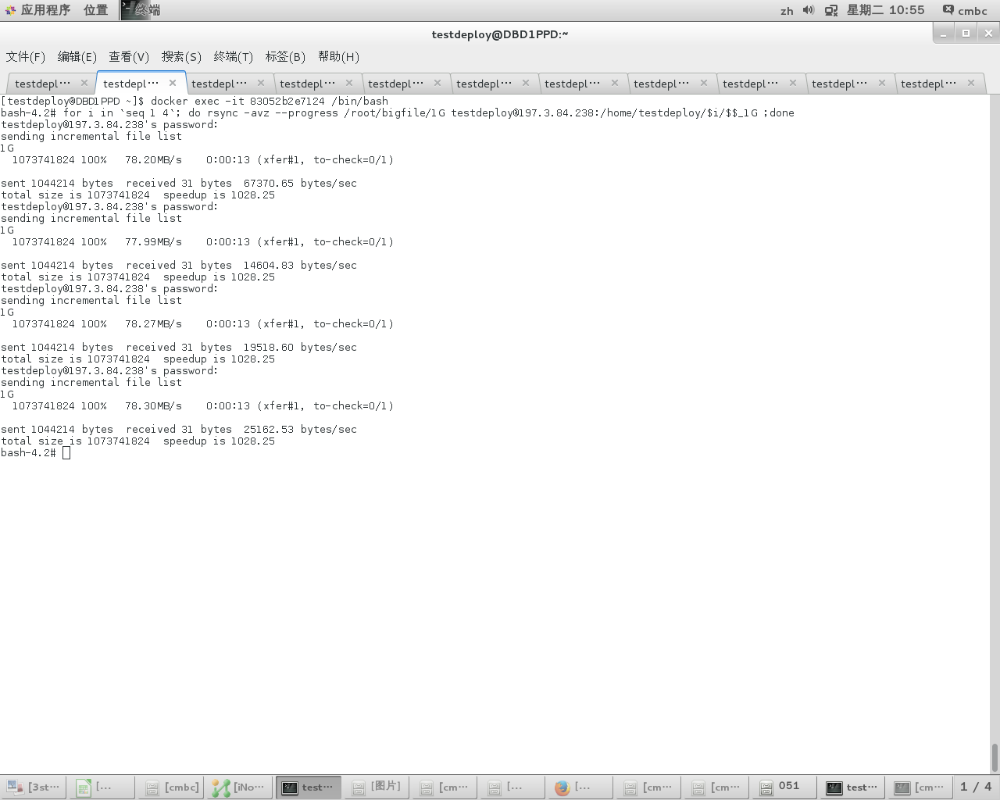 应用程序 位置 终端 zh 星期二 10:55 cmbc
testdeploy@DBD1PPD:~
文件(F) 编辑(E) 查看(V) 搜索(S) 终端(T) 标签(B) 帮助(H)
testdepl··· testdepl··· testdepl··· testdepl··· testdepl··· testdepl··· testdepl··· testdepl··· testdepl··· testdepl··· testdepl···
[testdeploy@DBD1PPD ~]$ docker exec -it 83052b2e7124 /bin/bash
bash-4.2# for i in `seq 1 4`; do rsync -avz --progress /root/bigfile/1G testdeploy@197.3.84.238:/home/testdeploy/$i/$$_1G ;done
testdeploy@197.3.84.238's password:
sending incremental file list
1G
1073741824 100% 78.20MB/s 0:00:13 (xfer#1, to-check=0/1)
sent 1044214 bytes received 31 bytes 67370.65 bytes/sec
total size is 1073741824 speedup is 1028.25
testdeploy@197.3.84.238's password:
sending incremental file list
1G
1073741824 100% 77.99MB/s 0:00:13 (xfer#1, to-check=0/1)
sent 1044214 bytes received 31 bytes 14604.83 bytes/sec
total size is 1073741824 speedup is 1028.25
testdeploy@197.3.84.238's password:
sending incremental file list
1G
1073741824 100% 78.27MB/s 0:00:13 (xfer#1, to-check=0/1)
sent 1044214 bytes received 31 bytes 19518.60 bytes/sec
total size is 1073741824 speedup is 1028.25
testdeploy@197.3.84.238's password:
sending incremental file list
1G
1073741824 100% 78.30MB/s 0:00:13 (xfer#1, to-check=0/1)
sent 1044214 bytes received 31 bytes 25162.53 bytes/sec
total size is 1073741824 speedup is 1028.25
bash-4.2#
[3st··· [··· [cmbc] [iNo··· test··· [图片] [cm··· [··· [··· [cm··· [cm··· 051 test··· [cm··· 1 / 4